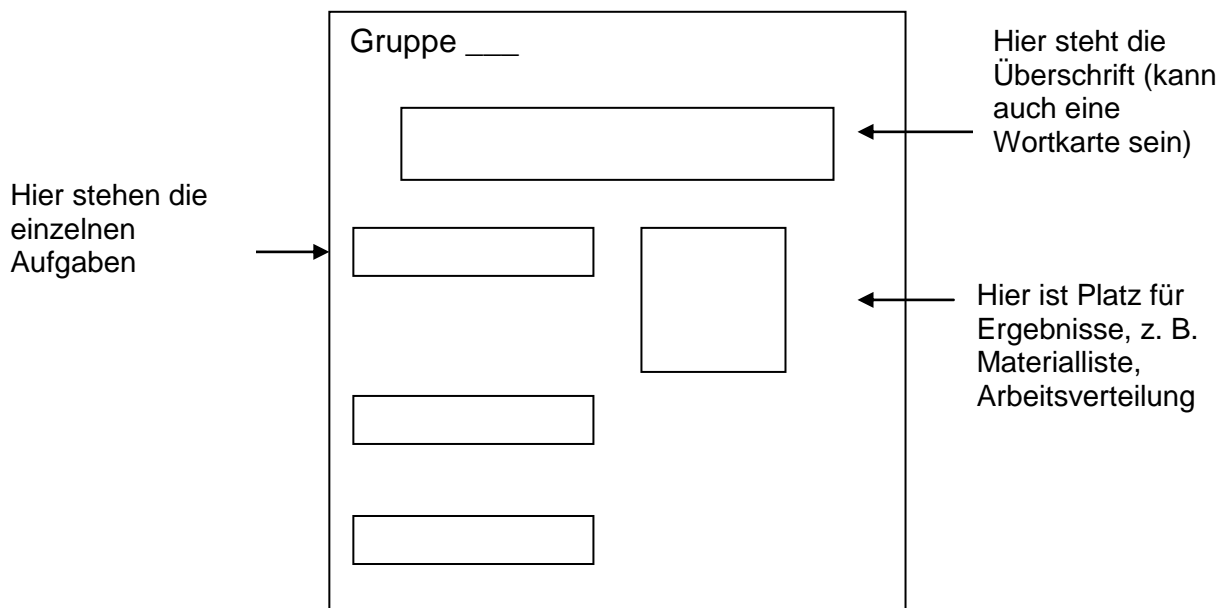 Gruppe ___
Hier steht die
Überschrift (kann
auch eine
Wortkarte sein)
Hier stehen die
einzelnen
Aufgaben
Hier ist Platz für
Ergebnisse, z. B.
Materialliste,
Arbeitsverteilung